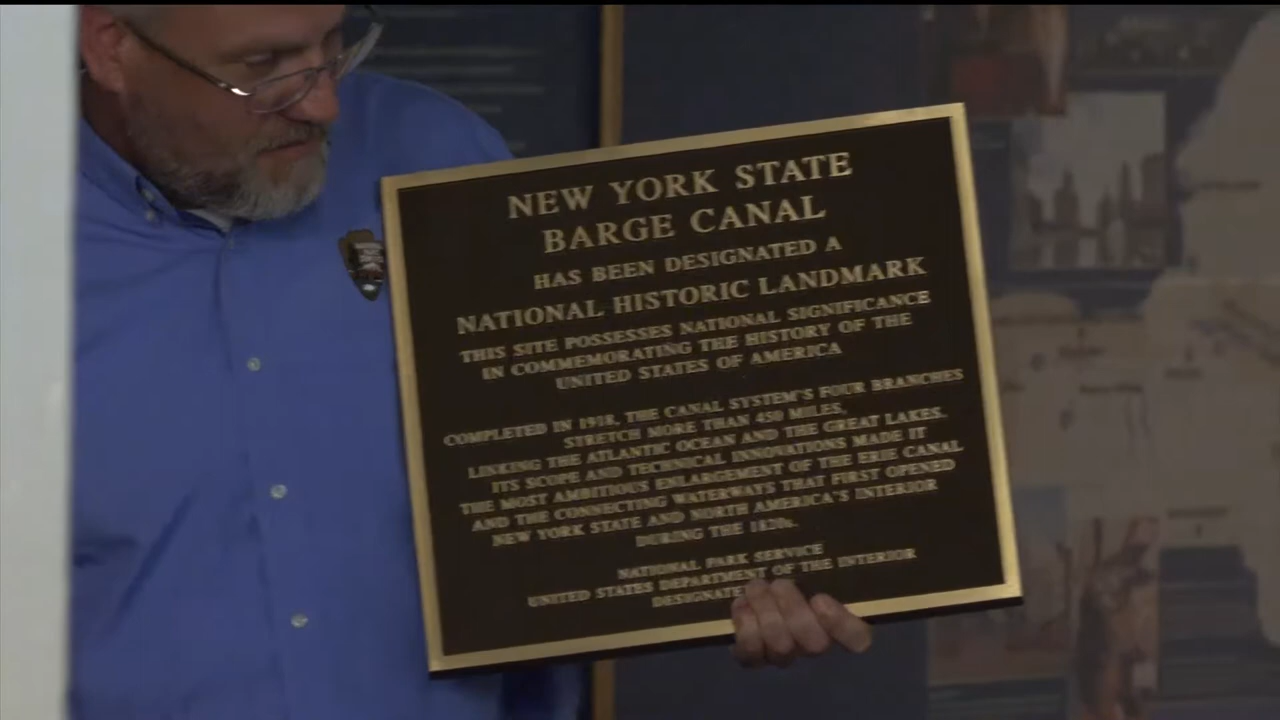 NEW YORK STATE
BARGE CANAL
HAS BEEN DESIGNATED A
NATIONAL HISTORIC LANDMARK
THIS SITE POSSESSES NATIONAL SIGNIFICANCE
IN COMMEMORATING THE HISTORY OF THE
UNITED STATES OF AMERICA
COMPLETED IN 1918, THE CANAL SYSTEM'S FOUR BRANCHES
STRETCH MORE THAN 450 MILES,
LINKING THE ATLANTIC OCEAN AND THE GREAT LAKES.
ITS SCOPE AND TECHNICAL INNOVATIONS MADE IT
THE MOST AMBITIOUS ENLARGEMENT OF THE ERIE CANAL
AND THE CONNECTING WATERWAYS THAT FIRST OPENED
NEW YORK STATE AND NORTH AMERICA'S INTERIOR
DURING THE 1820s.
NATIONAL PARK SERVICE
UNITED STATES DEPARTMENT OF THE INTERIOR
DESIGNATE